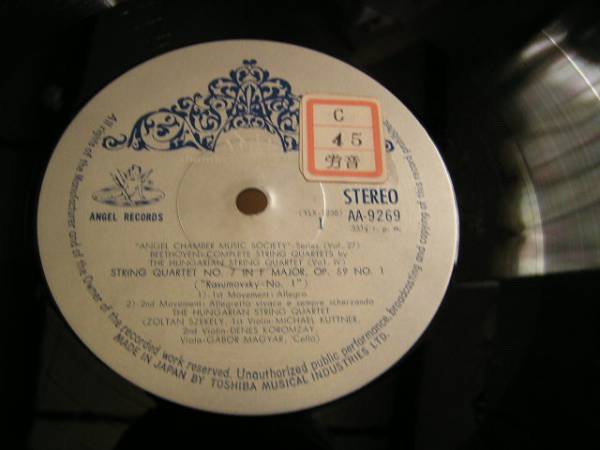 C
45
労音
ANGEL RECORDS
STEREO
AA-9269
33⅓ r. p. m.
1
"ANGEL CHAMBER MUSIC SOCIETY" Series (Vol. 27)
BEETHOVEN: COMPLETE STRING QUARTETS by
THE HUNGARIAN STRING QUARTET (Vol. IV)
STRING QUARTET NO. 7 IN F MAJOR, OP. 59 NO. 1
("Rasumovsky-No. 1")
1)-1st Movement: Allegro
2)-2nd Movement: Allegretto vivace e sempre scherzando
THE HUNGARIAN STRING QUARTET
(ZOLTAN SZEKELY, 1st Violin-MICHAEL KUTTNER,
2nd Violin-DENES KOROMZAY,
Viola-GABOR MAGYAR, Cello)
All rights of the Manufacturer and of the Owner of the recorded work reserved. Unauthorized public performance, broadcasting and copying of this record prohibited
MADE IN JAPAN BY TOSHIBA MUSICAL INDUSTRIES LTD.